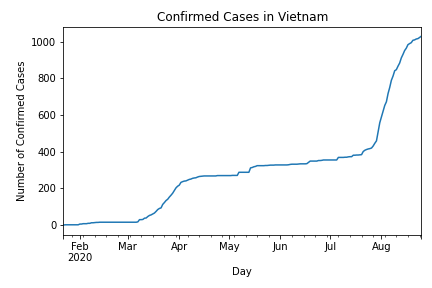 Confirmed Cases in Vietnam
Number of Confirmed Cases
1000
800
600
400
200
0
Feb Mar Apr May Jun Jul Aug
2020
Day